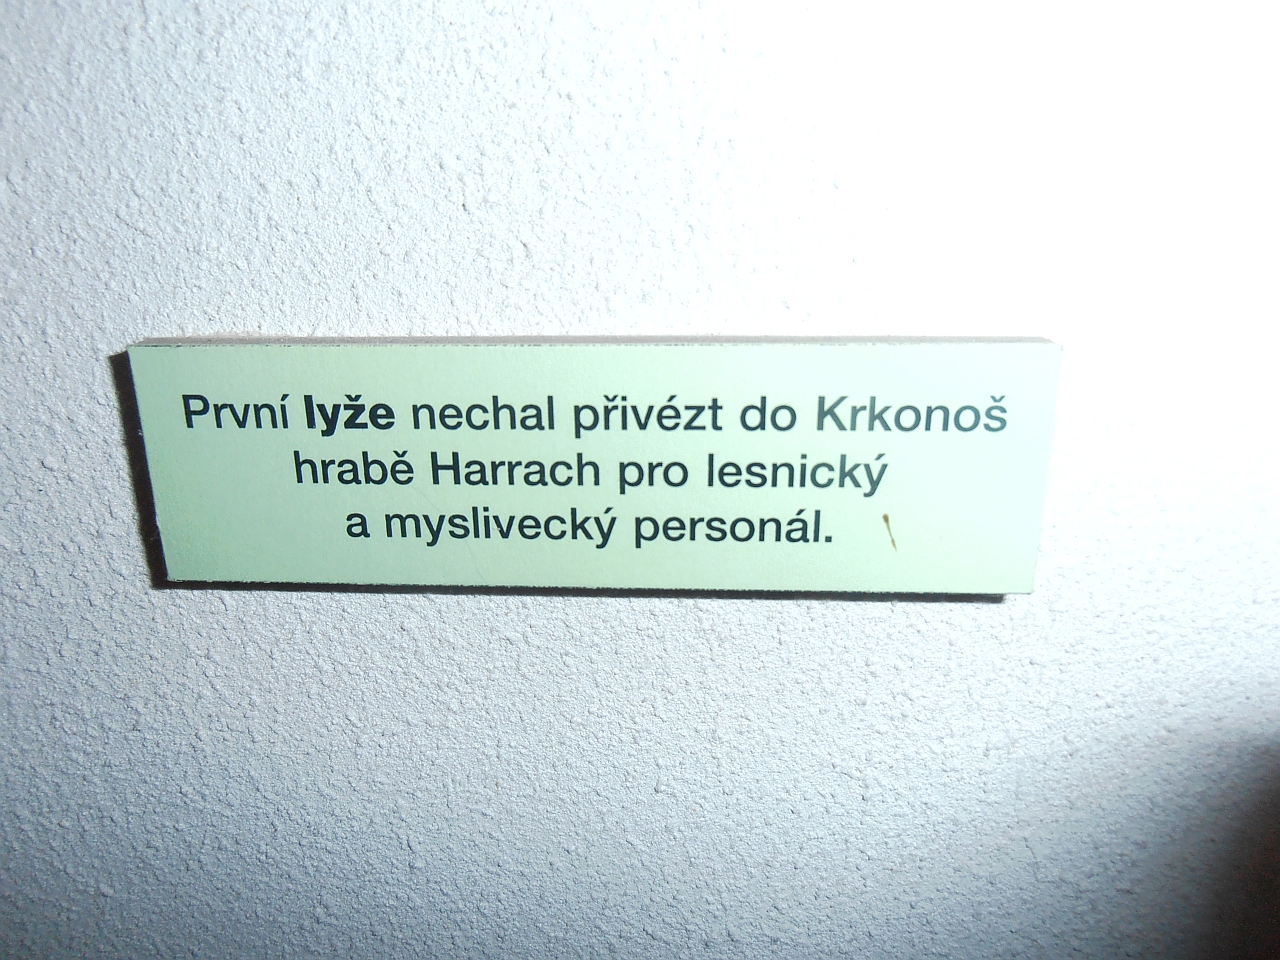 První lyže nechal přivézt do Krkonoš
hrabě Harrach pro lesnický
a myslivecký personál.